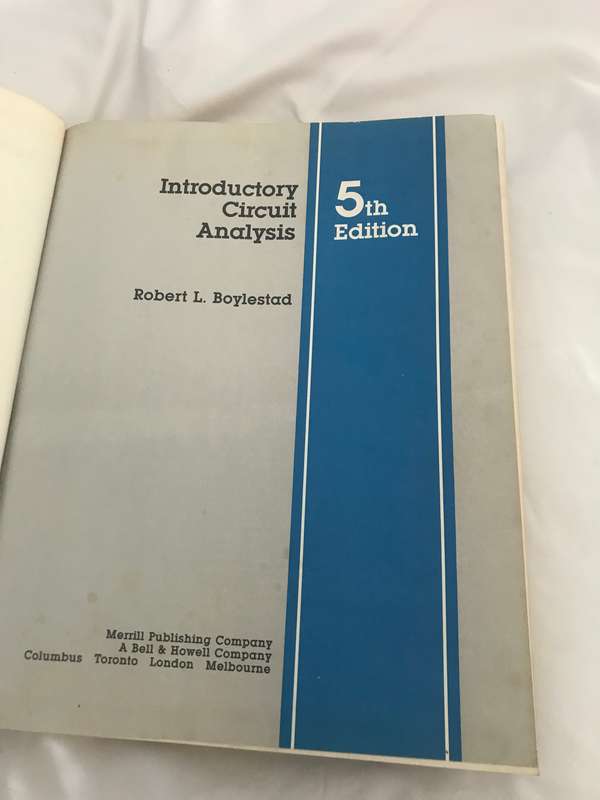 Introductory
Circuit
Analysis
5th
Edition
Robert L. Boylestad
Merrill Publishing Company
A Bell & Howell Company
Columbus Toronto London Melbourne